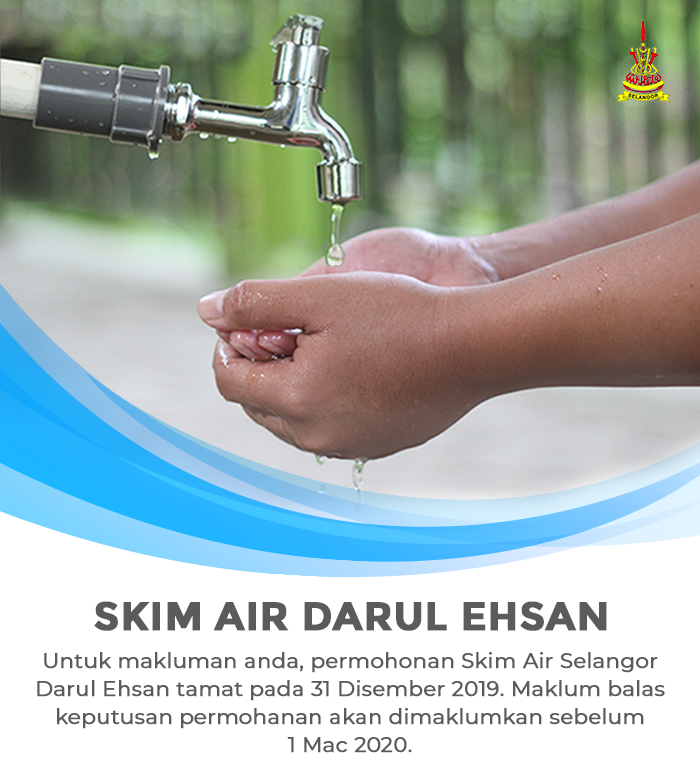 SELANGOR
SKIM AIR DARUL EHSAN
Untuk makluman anda, permohonan Skim Air Selangor
Darul Ehsan tamat pada 31 Disember 2019. Maklum balas
keputusan permohanan akan dimaklumkan sebelum
1 Mac 2020.